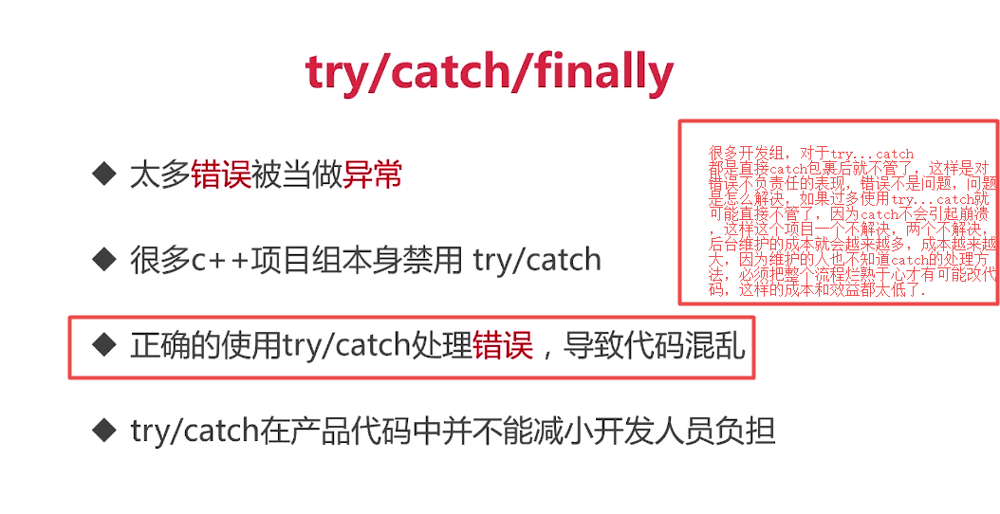 try/catch/finally
◆ 太多错误被当做异常
◆ 很多c++项目组本身禁用 try/catch
◆ 正确的使用try/catch处理错误，导致代码混乱
◆ try/catch在产品代码中并不能减小开发人员负担
很多开发组，对于try...catch
都是直接catch包裹后就不管了，这样是对
错误不负责任的表现，错误不是问题，问题
是怎么解决，如果过多使用try...catch就
可能直接不管了，因为catch不会引起崩溃
，这样这个项目一个不解决，两个不解决，
后台维护的成本就会越来越多，成本越来越
大，因为维护的人也不知道catch的处理方
法，必须把整个流程烂熟于心才有可能改代
码，这样的成本和效益都太低了.